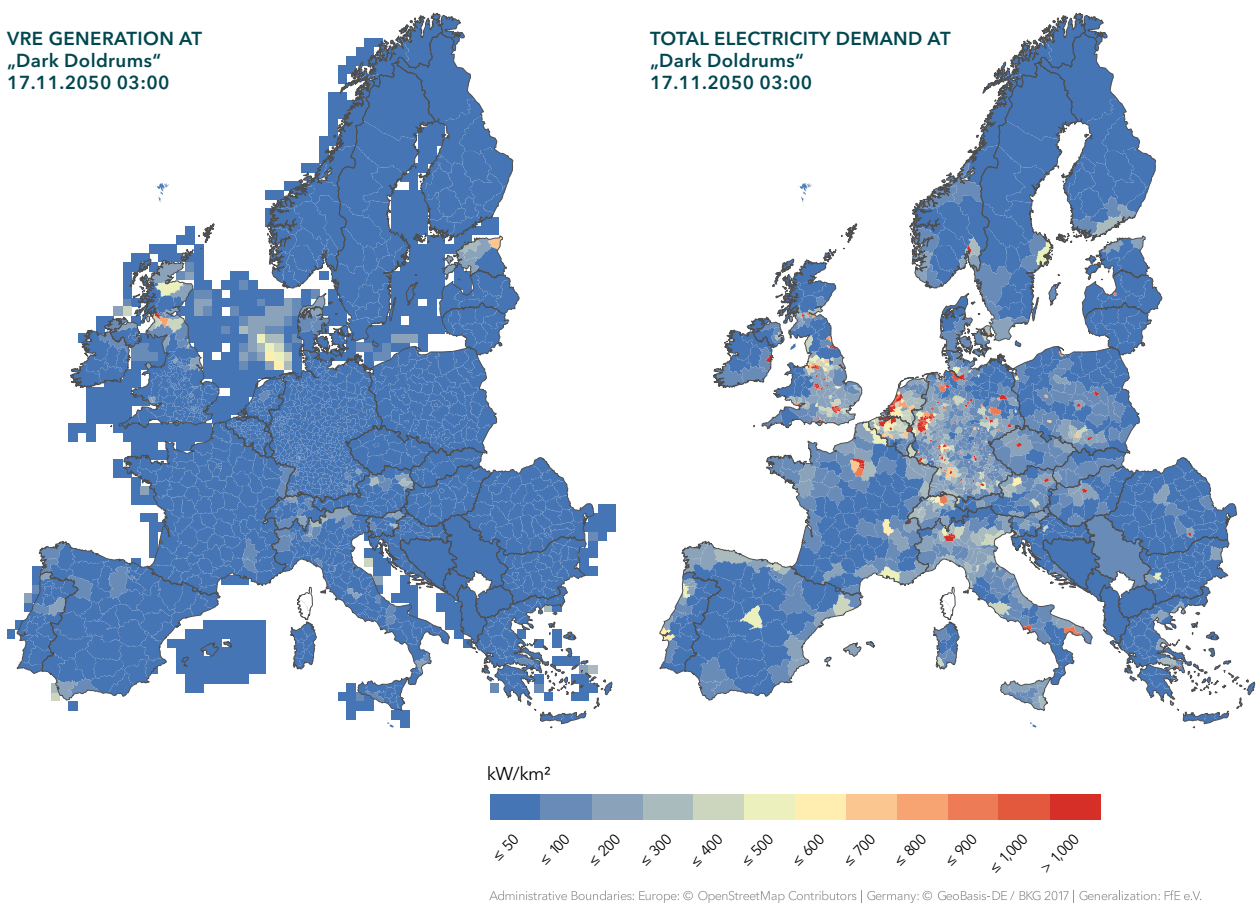 VRE GENERATION AT
„Dark Doldrums“
17.11.2050 03:00
TOTAL ELECTRICITY DEMAND AT
„Dark Doldrums“
17.11.2050 03:00
kW/km²
≤ 50
≤ 100
≤ 200
≤ 300
≤ 400
≤ 500
≤ 600
≤ 700
≤ 800
≤ 900
≤ 1,000
> 1,000
Administrative Boundaries: Europe: © OpenStreetMap Contributors | Germany: © GeoBasis-DE / BKG 2017 | Generalization: FfE e.V.